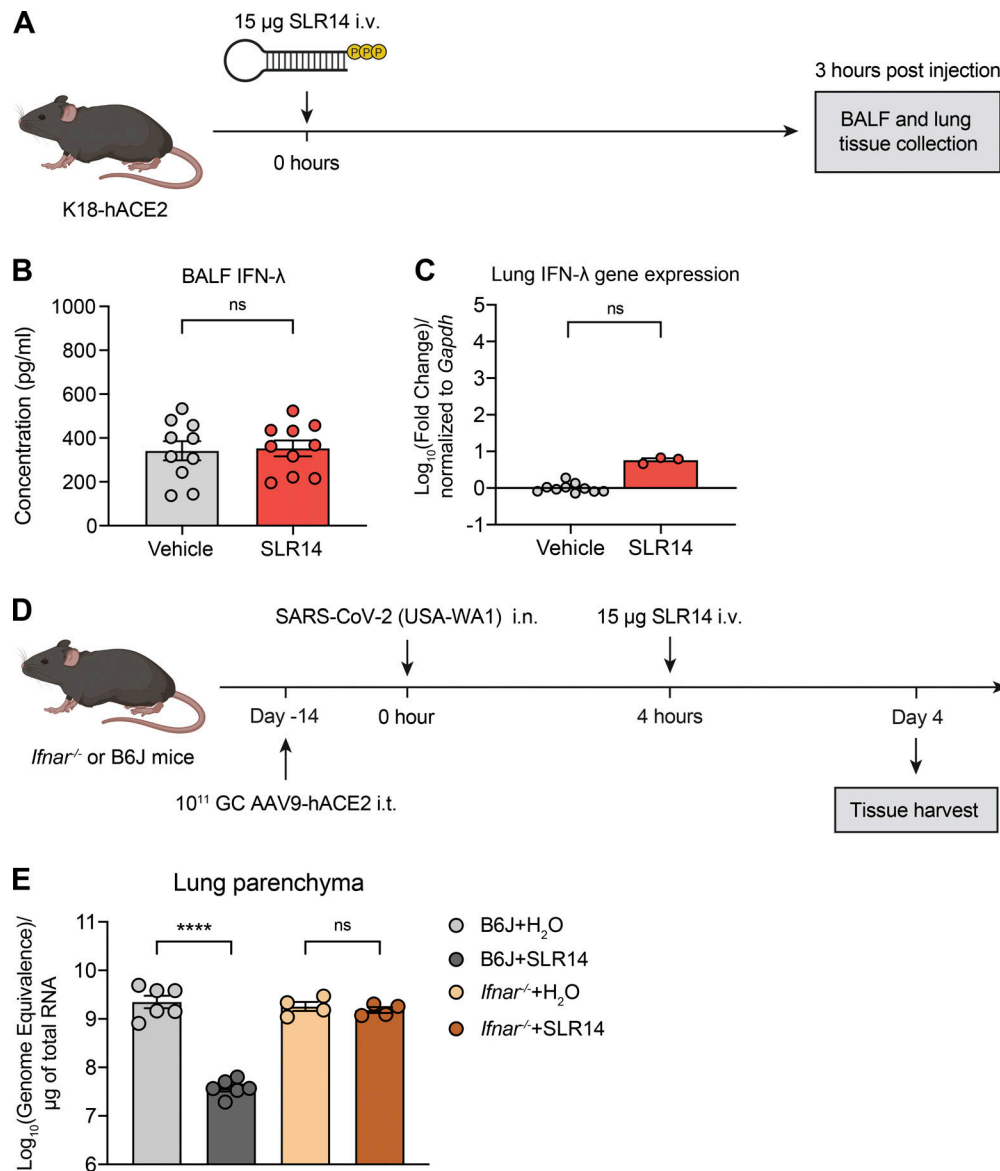 A
15 µg SLR14 i.v.
P P P
0 hours
3 hours post injection
BALF and lung
tissue collection
K18-hACE2
B
BALF IFN-λ
ns
Concentration (pg/ml)
1000
800
600
400
200
0
Vehicle
SLR14
C
Lung IFN-λ gene expression
ns
Log₁₀(Fold Change)/
normalized to Gapdh
5
4
3
2
1
0
-1
Vehicle
SLR14
D
SARS-CoV-2 (USA-WA1) i.n.
15 µg SLR14 i.v.
Day -14
0 hour
4 hours
Day 4
Ifnar⁻/⁻ or B6J mice
10¹¹ GC AAV9-hACE2 i.t.
Tissue harvest
E
Lung parenchyma
****
ns
Log₁₀(Genome Equivalence)/
µg of total RNA
11
10
9
8
7
6
B6J+H₂O
B6J+SLR14
Ifnar⁻/⁻+H₂O
Ifnar⁻/⁻+SLR14